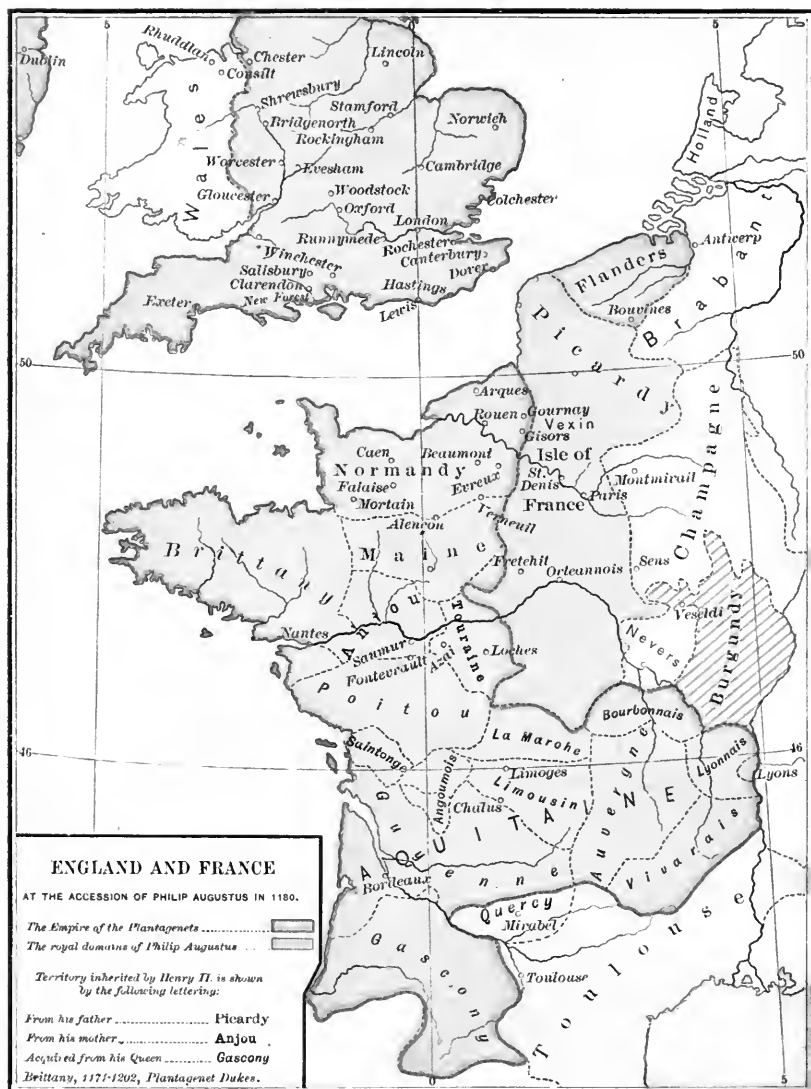 5
0
5
Dublin
Rhuddlan
Chester
Consilt
Lincoln
Shrewsbury
Stamford
Norwich
Bridgenorth
Rockingham
Wales
Worcester
Evesham
Cambridge
Holland
Gloucester
Woodstock
Oxford
Colchester
London
Runnymede
Rochester
Winchester
Canterbury
Salisbury
Dover
Clarendon
Hastings
New Forest
Exeter
Lewis
Antwerp
Flanders
Brabant
Bouvines
50
50
Picardy
Arques
Rouen
Gournay
Vexin
Gisors
Caen
Beaumont
Isle of
Normandy
St.
Denis
Montmirail
Champagne
Falaise
Evreux
France
Paris
Mortain
Alencon
Verneuil
Brittany
Maine
Fretchil
Orleannois
Sens
Anjou
Touraine
Veseldi
Nantes
Saumur
Azai
Loches
Nevers
Burgundy
Fontevrault
Poitou
Bourbonnais
46
La Marche
46
Saintonge
Lyonnais
Lyons
Angoumois
Limoges
Limousin
Auvergne
Chalus
Guyenne
AQUITAINE
Vivarais
Bordeaux
Quercy
Mirabel
Gascony
Toulouse
Toulouse
ENGLAND AND FRANCE
AT THE ACCESSION OF PHILIP AUGUSTUS IN 1180.
The Empire of the Plantagenets
The royal domains of Philip Augustus
Territory inherited by Henry II. is shown
by the following lettering:
From his father Picardy
From his mother Anjou
Acquired from his Queen Gascony
Brittany, 1171-1202, Plantagenet Dukes.
0
5